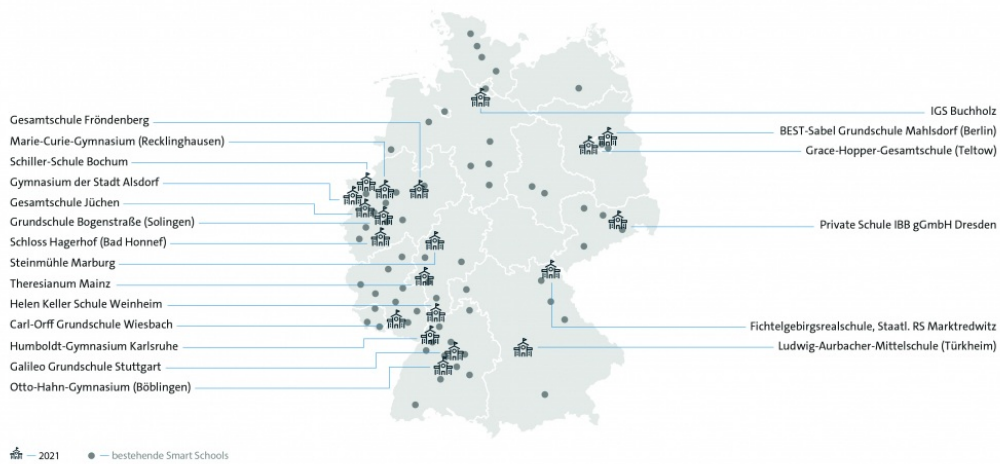 Gesamtschule Fröndenberg
Marie-Curie-Gymnasium (Recklinghausen)
Schiller-Schule Bochum
Gymnasium der Stadt Alsdorf
Gesamtschule Jüchen
Grundschule Bogenstraße (Solingen)
Schloss Hagerhof (Bad Honnef)
Steinmühle Marburg
Theresianum Mainz
Helen Keller Schule Weinheim
Carl-Orff Grundschule Wiesbach
Humboldt-Gymnasium Karlsruhe
Galileo Grundschule Stuttgart
Otto-Hahn-Gymnasium (Böblingen)
IGS Buchholz
BEST-Sabel Grundschule Mahlsdorf (Berlin)
Grace-Hopper-Gesamtschule (Teltow)
Private Schule IBB gGmbH Dresden
Fichtelgebirgsrealschule, Staatl. RS Marktredwitz
Ludwig-Aurbacher-Mittelschule (Türkheim)
– 2021
– bestehende Smart Schools